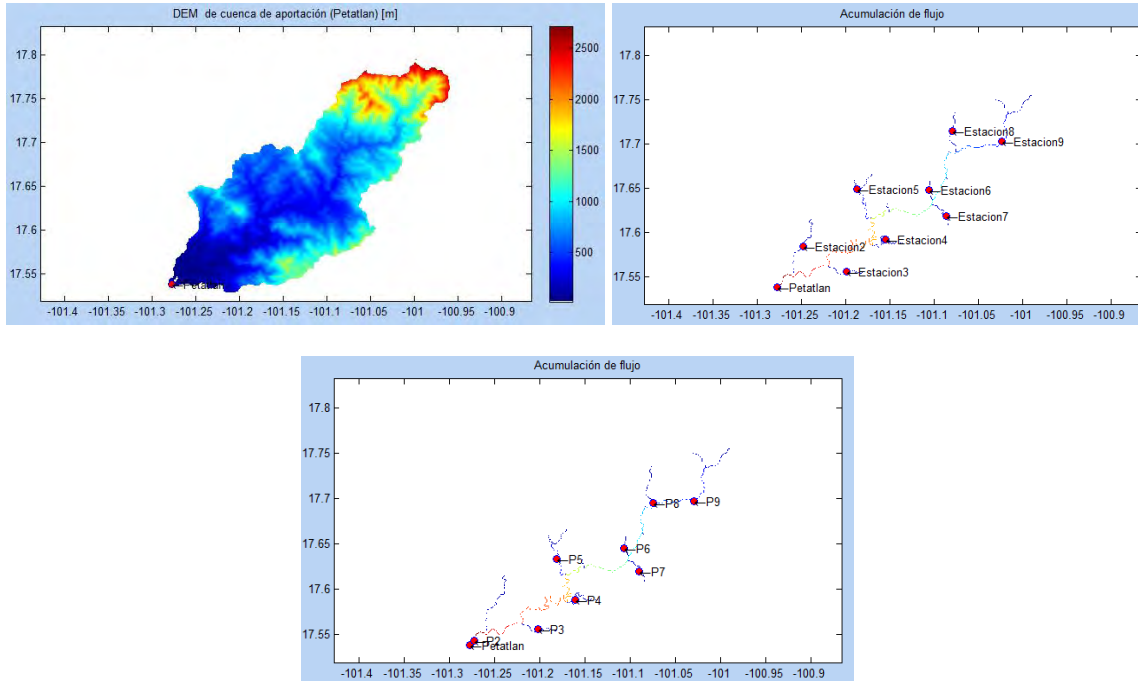 DEM de cuenca de aportación (Petatlan) [m]
17.8
17.75
17.7
17.65
17.6
17.55
-101.4 -101.35 -101.3 -101.25 -101.2 -101.15 -101.1 -101.05 -101 -100.95 -100.9
Petatlan
2500
2000
1500
1000
500
Acumulación de flujo
17.8
17.75
17.7
17.65
17.6
17.55
Estacion8
Estacion9
Estacion5
Estacion6
Estacion7
Estacion2
Estacion4
Estacion3
Petatlan
-101.4 -101.35 -101.3 -101.25 -101.2 -101.15 -101.1 -101.05 -101 -100.95 -100.9
Acumulación de flujo
17.8
17.75
17.7
17.65
17.6
17.55
P8
P9
P6
P5
P7
P4
P3
P2
Petatlan
-101.4 -101.35 -101.3 -101.25 -101.2 -101.15 -101.1 -101.05 -101 -100.95 -100.9